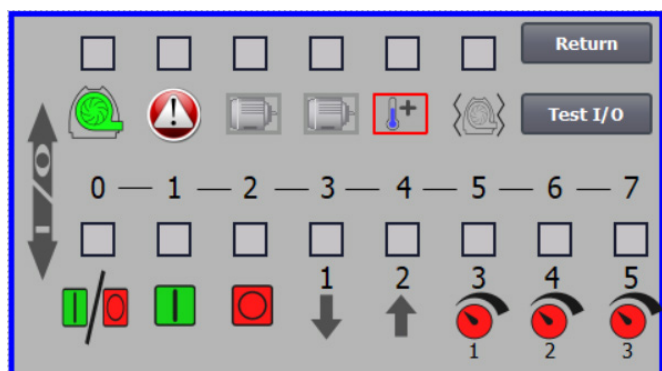 Return
Test I/O
I/O
0 — 1 — 2 — 3 — 4 — 5 — 6 — 7
1 2 3 4 5
1 2 3